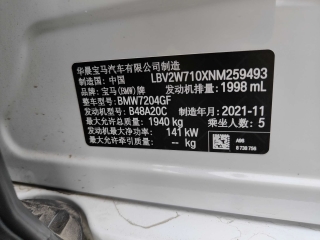 华晨宝马汽车有限公司制造
制造国: 中国 LBV2W710XNM259493
品牌: 宝马(BMW)牌 发动机排量: 1998 mL
整车型号: BMW7204GF
发动机型号: B48A20C 制造年月: 2021-11
最大允许总质量: 1940 kg 乘坐人数: 5
发动机最大净功率: 141 kW
最大允许牵引质量: -- kg